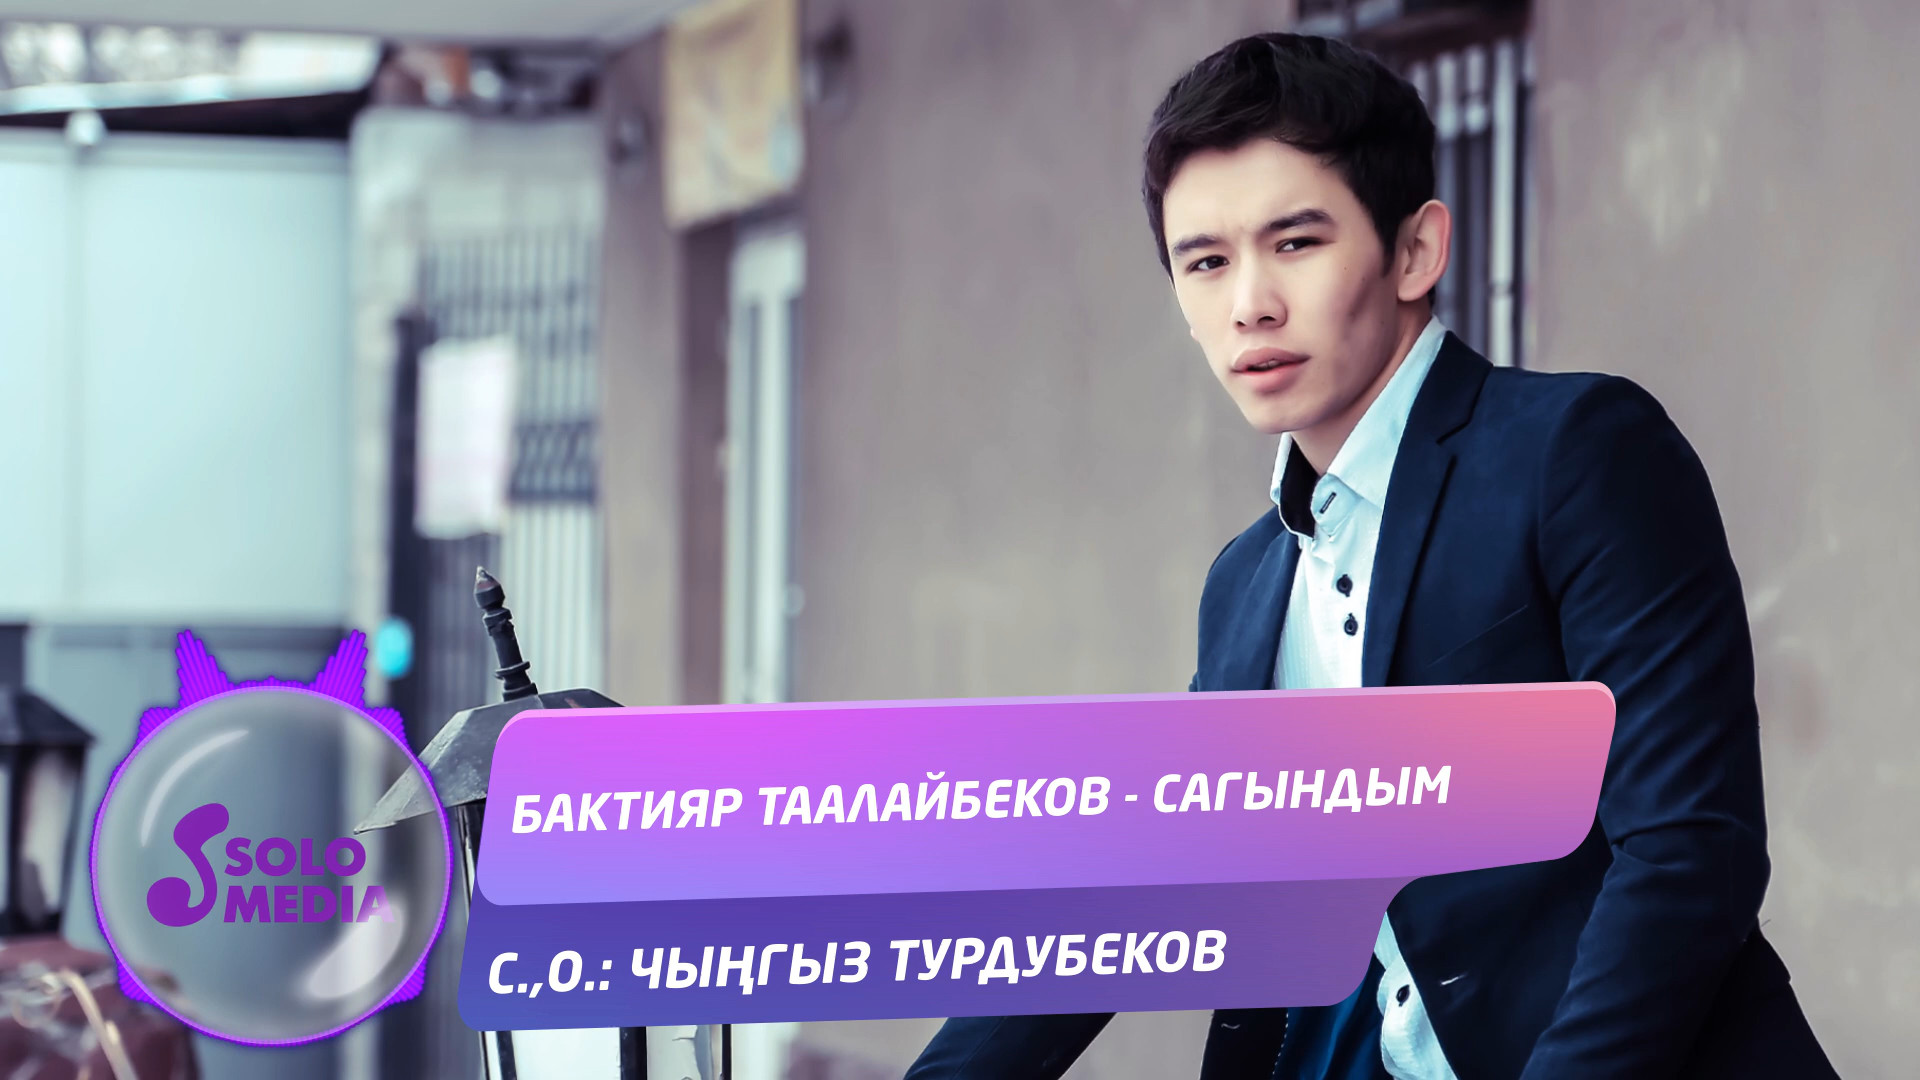 БАКТИЯР ТААЛАЙБЕКОВ - САГЫНДЫМ
С.,О.: ЧЫҢГЫЗ ТУРДУБЕКОВ
SOLO
MEDIA